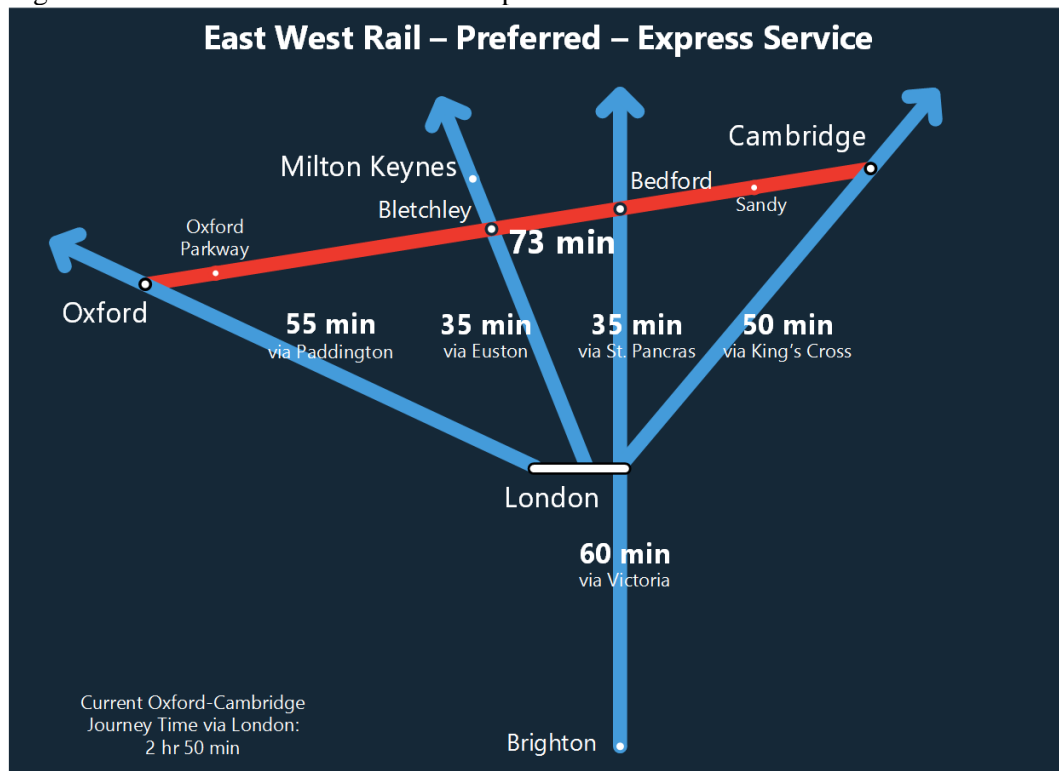 East West Rail – Preferred – Express Service
Cambridge
Milton Keynes
Bedford
Bletchley
Sandy
Oxford
Parkway
73 min
Oxford
55 min
via Paddington
35 min
via Euston
35 min
via St. Pancras
50 min
via King's Cross
London
60 min
via Victoria
Current Oxford-Cambridge
Journey Time via London:
2 hr 50 min
Brighton